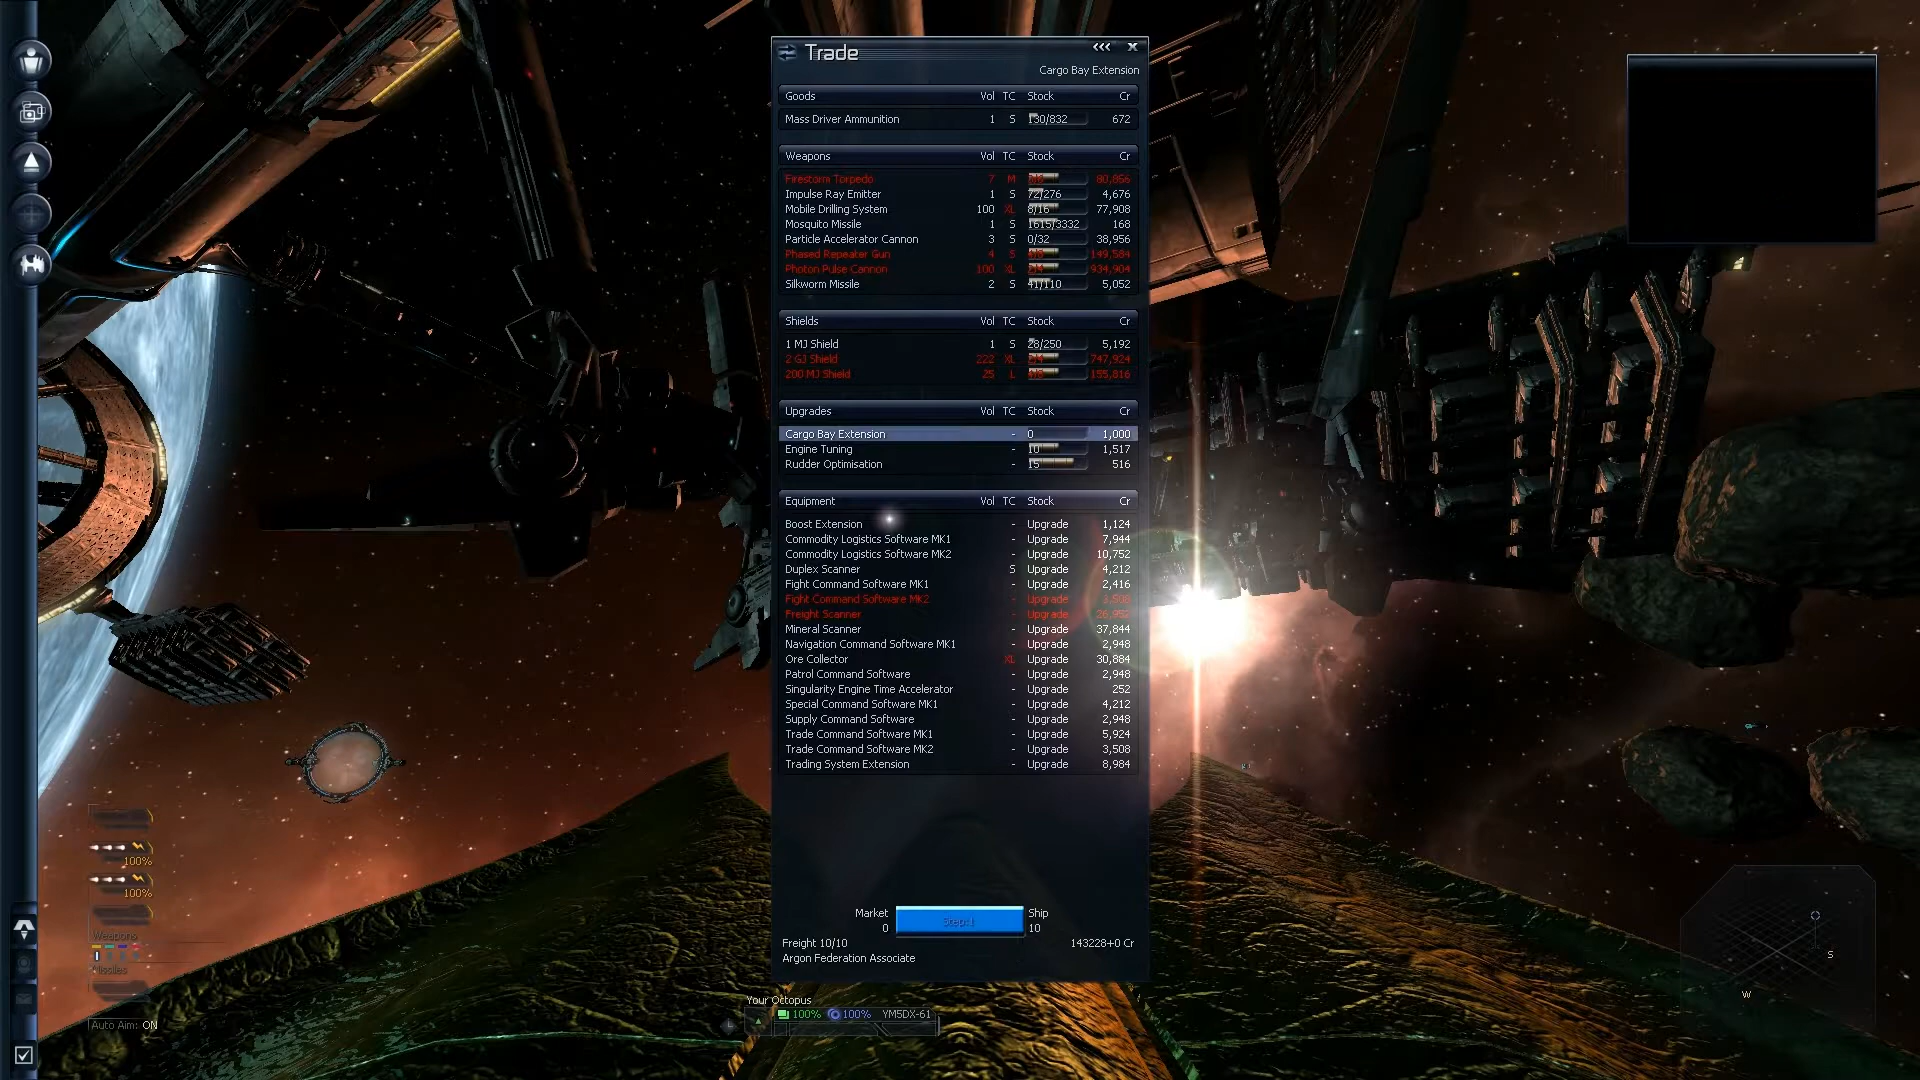 Trade
Cargo Bay Extension
Goods Vol TC Stock Cr
Mass Driver Ammunition 1 S 130/832 672
Weapons Vol TC Stock Cr
Firestorm Torpedo 7 M 80,856
Impulse Ray Emitter 1 S 72/276 4,676
Mobile Drilling System 100 XL 8/16 77,908
Mosquito Missile 1 S 1615/3332 168
Particle Accelerator Cannon 3 S 0/32 38,956
Phased Repeater Gun 4 S 149,584
Photon Pulse Cannon 100 XL 934,904
Silkworm Missile 2 S 41/110 5,052
Shields Vol TC Stock Cr
1 MJ Shield 1 S 28/250 5,192
2 GJ Shield 222 XL 747,924
200 MJ Shield 25 L 155,816
Upgrades Vol TC Stock Cr
Cargo Bay Extension - 0 1,000
Engine Tuning - 10 1,517
Rudder Optimisation - 15 516
Equipment Vol TC Stock Cr
Boost Extension - Upgrade 1,124
Commodity Logistics Software MK1 - Upgrade 7,944
Commodity Logistics Software MK2 - Upgrade 10,752
Duplex Scanner S Upgrade 4,212
Fight Command Software MK1 - Upgrade 2,416
Fight Command Software MK2 - Upgrade 3,508
Freight Scanner - Upgrade 26,952
Mineral Scanner - Upgrade 37,844
Navigation Command Software MK1 - Upgrade 2,948
Ore Collector XL Upgrade 30,884
Patrol Command Software - Upgrade 2,948
Singularity Engine Time Accelerator - Upgrade 252
Special Command Software MK1 - Upgrade 4,212
Supply Command Software - Upgrade 2,948
Trade Command Software MK1 - Upgrade 5,924
Trade Command Software MK2 - Upgrade 3,508
Trading System Extension - Upgrade 8,984
Market Step:1 Ship
0 10
Freight 10/10 143228+0 Cr
Argon Federation Associate
100%
100%
Weapons
1
Missiles
Auto Aim: ON
Your Octopus
100% 100% YM5DX-61
S
W